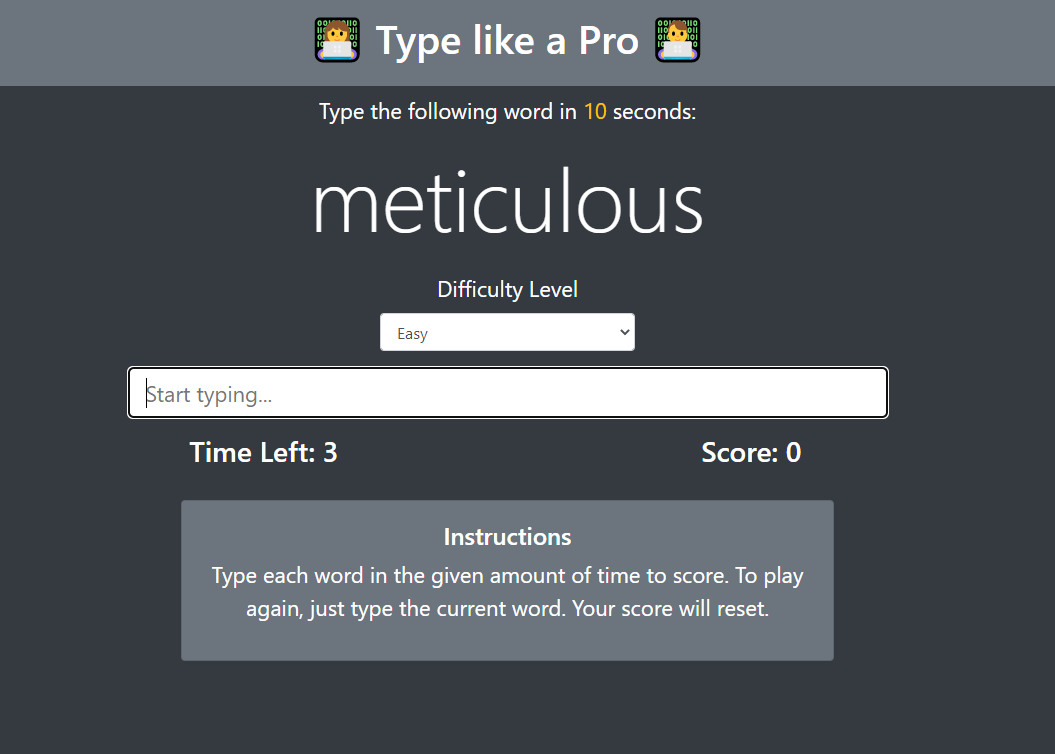 Type like a Pro
Type the following word in 10 seconds:
meticulous
Difficulty Level
Easy
Start typing...
Time Left: 3
Score: 0
Instructions
Type each word in the given amount of time to score. To play
again, just type the current word. Your score will reset.